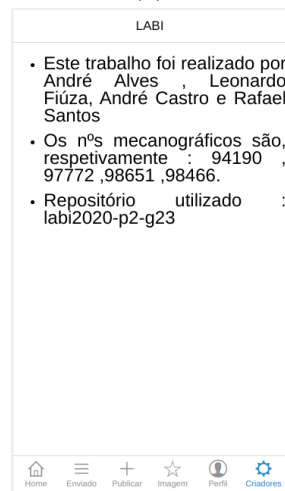 LABI
• Este trabalho foi realizado por
André Alves , Leonardo
Fiúza, André Castro e Rafael
Santos
• Os nºs mecanográficos são,
respetivamente : 94190 ,
97772 ,98651 ,98466.
• Repositório utilizado :
labi2020-p2-g23
Home Enviado Publicar Imagem Perfil Criadores